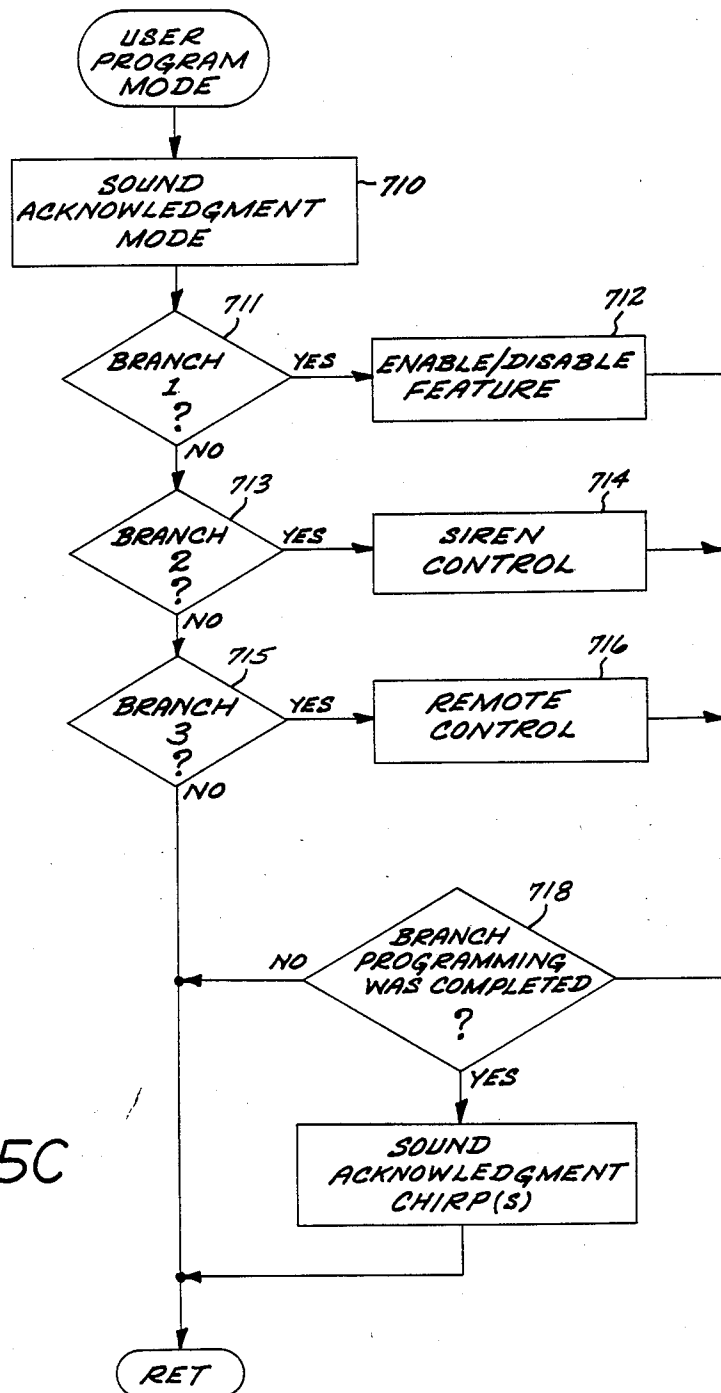 USER
PROGRAM
MODE
SOUND
ACKNOWLEDGMENT
MODE
710
711
BRANCH
1
?
YES
NO
712
ENABLE/DISABLE
FEATURE
713
BRANCH
2
?
YES
NO
714
SIREN
CONTROL
715
BRANCH
3
?
YES
NO
716
REMOTE
CONTROL
718
BRANCH
PROGRAMMING
WAS COMPLETED
?
NO
YES
SOUND
ACKNOWLEDGMENT
CHIRP(S)
5C
RET